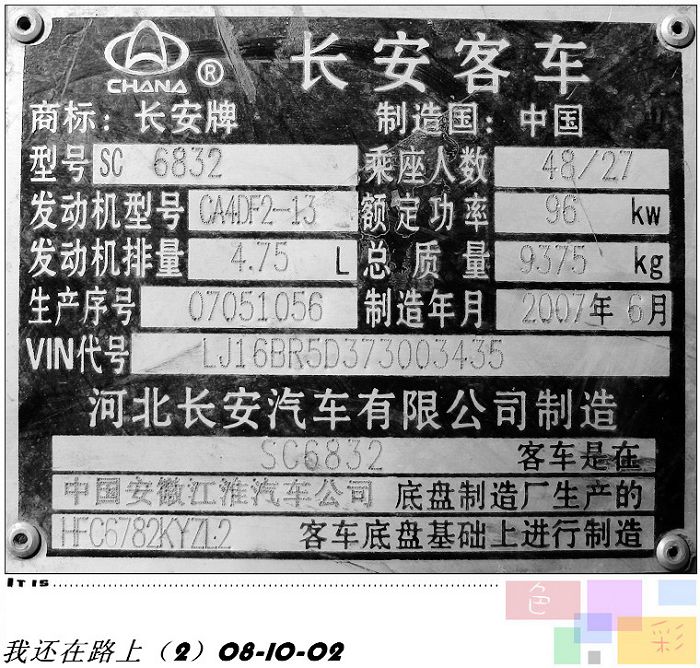 CHANA ® 长安客车
商标：长安牌 制造国：中国
型号 SC 6832 乘座人数 48/27
发动机型号 CA4DF2-13 额定功率 96 kw
发动机排量 4.75 L 总质量 9375 kg
生产序号 07051056 制造年月 2007年6月
VIN代号 LJ16BR5D373003435
河北长安汽车有限公司制造
SC6832 客车是在
中国安徽江淮汽车公司 底盘制造厂生产的
HFC6782KYZL2 客车底盘基础上进行制造
IT IS
色彩
我还在路上（2）08-10-02